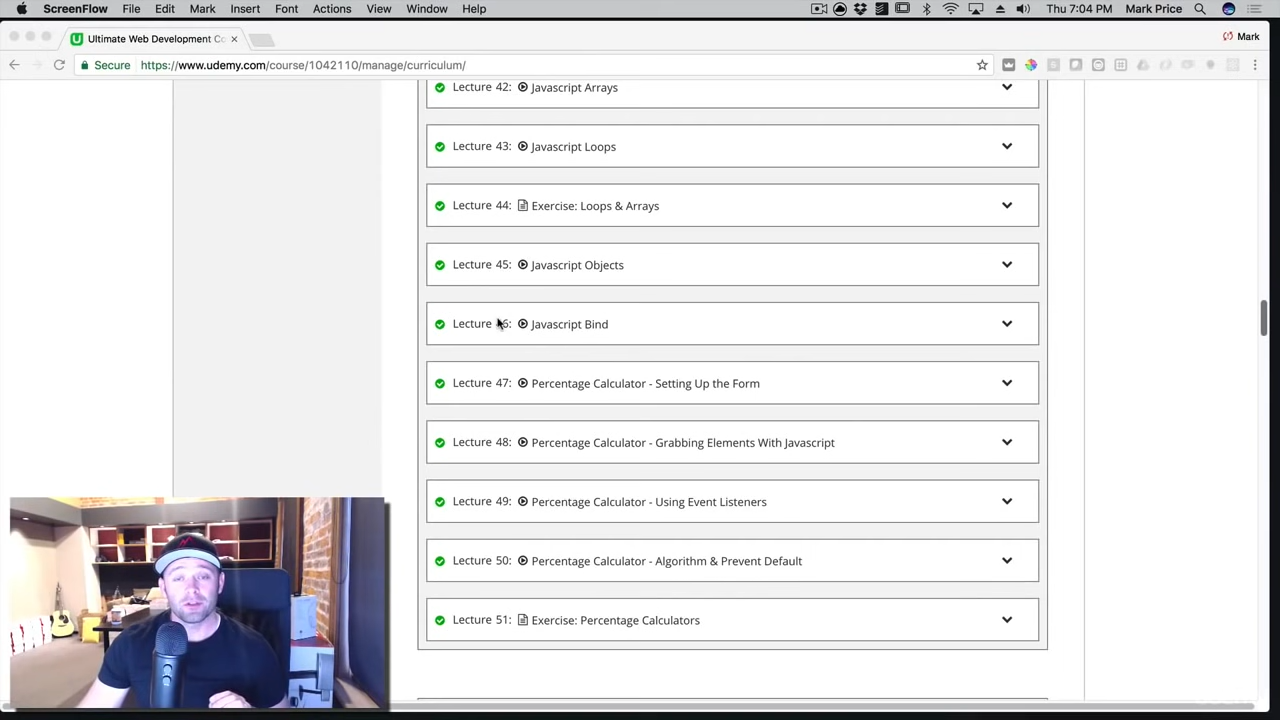 ScreenFlow File Edit Mark Insert Font Actions View Window Help Thu 7:04 PM Mark Price
Ultimate Web Development Co Mark
Secure https://www.udemy.com/course/1042110/manage/curriculum/
Lecture 42: Javascript Arrays
Lecture 43: Javascript Loops
Lecture 44: Exercise: Loops & Arrays
Lecture 45: Javascript Objects
Lecture 46: Javascript Bind
Lecture 47: Percentage Calculator - Setting Up the Form
Lecture 48: Percentage Calculator - Grabbing Elements With Javascript
Lecture 49: Percentage Calculator - Using Event Listeners
Lecture 50: Percentage Calculator - Algorithm & Prevent Default
Lecture 51: Exercise: Percentage Calculators